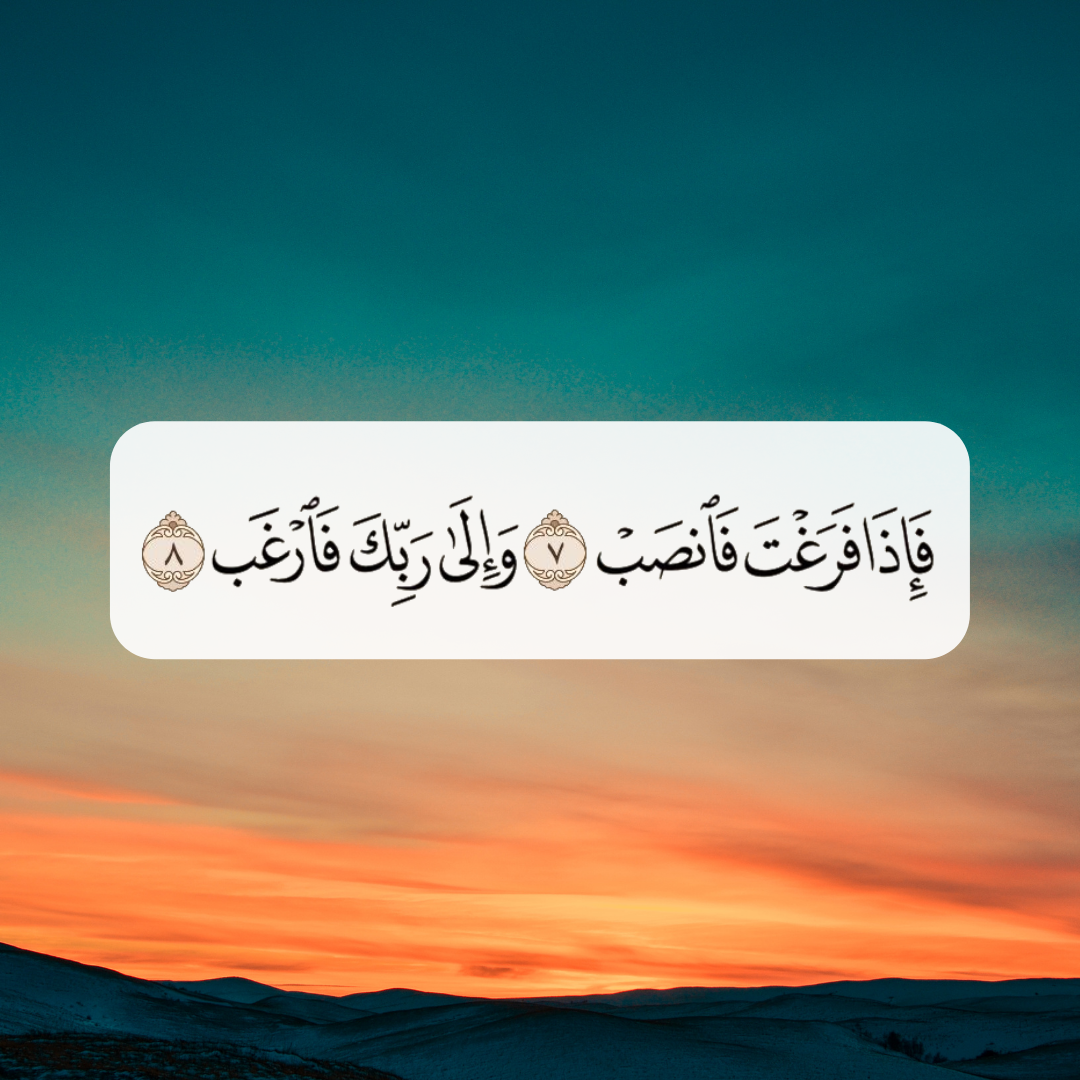 فَإِذَا فَرَغْتَ فَٱنصَبْ ٧ وَإِلَىٰ رَبِّكَ فَٱرْغَب ٨